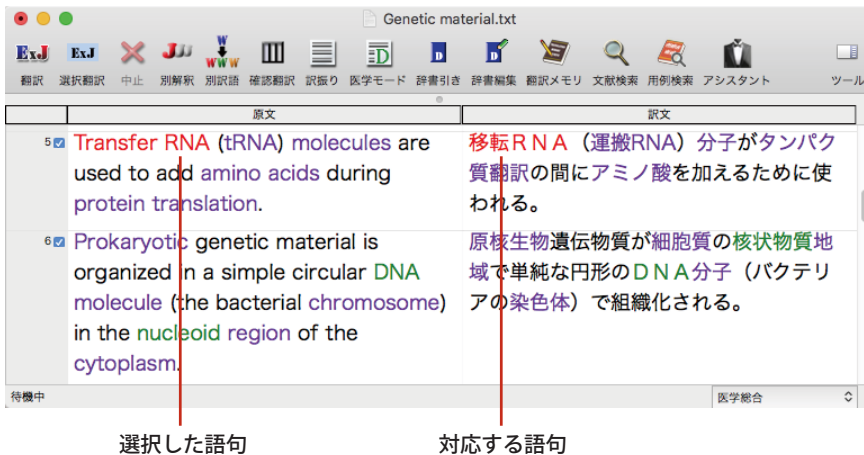 Genetic material.txt
ExJ ExJ J W WWW D D D
翻訳 選択翻訳 中止 別解釈 別訳語 確認翻訳 訳振り 医学モード 辞書引き 辞書編集 翻訳メモリ 文献検索 用例検索 アシスタント ツール
原文 訳文
5 Transfer RNA (tRNA) molecules are
used to add amino acids during
protein translation.
移転ＲＮＡ（運搬RNA）分子がタンパク
質翻訳の間にアミノ酸を加えるために使
われる。
6 Prokaryotic genetic material is
organized in a simple circular DNA
molecule (the bacterial chromosome)
in the nucleoid region of the
cytoplasm.
原核生物遺伝物質が細胞質の核状物質地
域で単純な円形のＤＮＡ分子（バクテリ
アの染色体）で組織化される。
待機中 医学総合
選択した語句 対応する語句